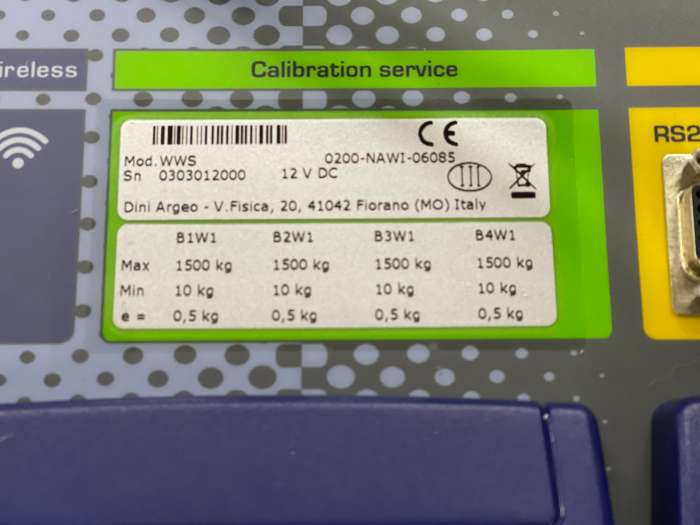 ireless
Calibration service
CE
Mod. WWS 0200-NAWI-06085
Sn 0303012000 12 V DC
III
Dini Argeo - V.Fisica, 20, 41042 Fiorano (MO) Italy
B1W1 B2W1 B3W1 B4W1
Max 1500 kg 1500 kg 1500 kg 1500 kg
Min 10 kg 10 kg 10 kg 10 kg
e = 0,5 kg 0,5 kg 0,5 kg 0,5 kg
RS2